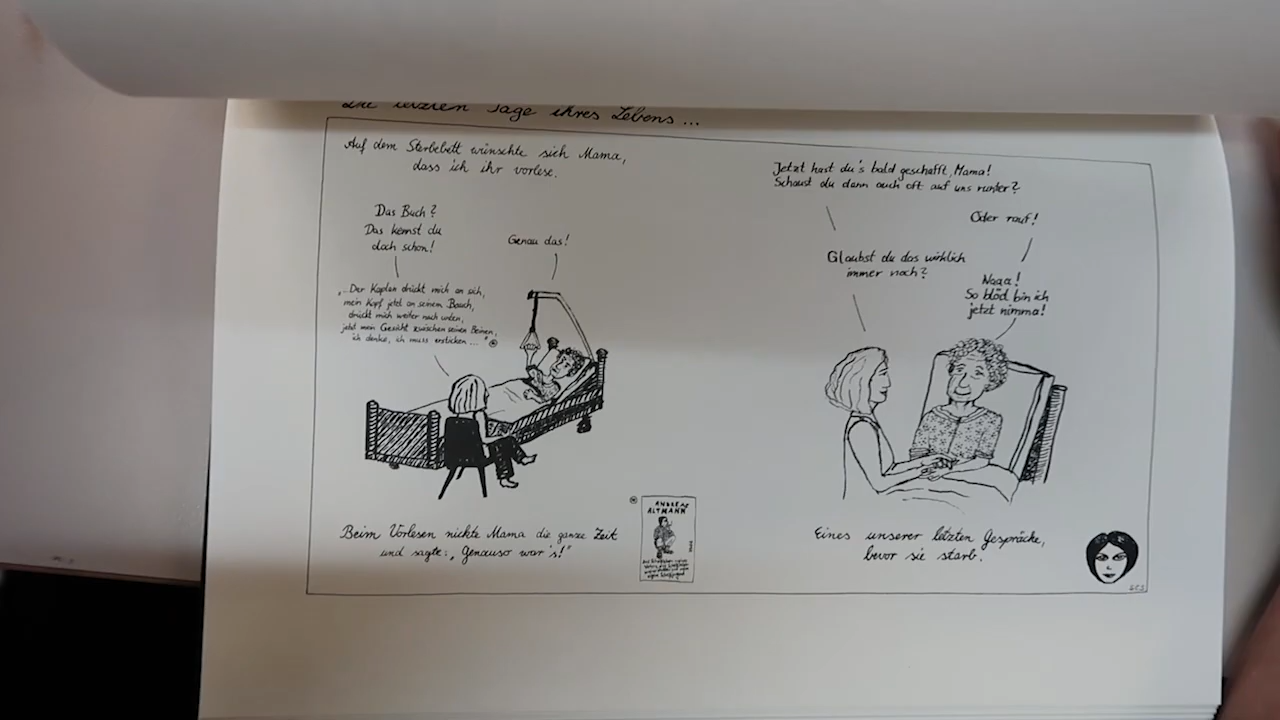 Die letzten Tage ihres Lebens ...
Auf dem Sterbebett wünschte sich Mama,
dass ich ihr vorlese.
Das Buch?
Das kennst du
doch schon!
Genau das!
"...Der Kaplan drückt mich an sich,
mein Kopf jetzt an seinem Bauch,
drückt mich weiter nach unten,
jetzt mein Gesicht zwischen seinen Beinen,
ich denke, ich muss ersticken ..." *
Beim Vorlesen nickte Mama die ganze Zeit
und sagte: "Genauso war's!"
* ANDREAS
ALTMANN
Jetzt hast du's bald geschafft, Mama!
Schaust du dann auch oft auf uns runter?
Oder rauf!
Glaubst du das wirklich
immer noch?
Naga!
So blöd bin ich
jetzt nimma!
Eines unserer letzten Gespräche,
bevor sie starb.